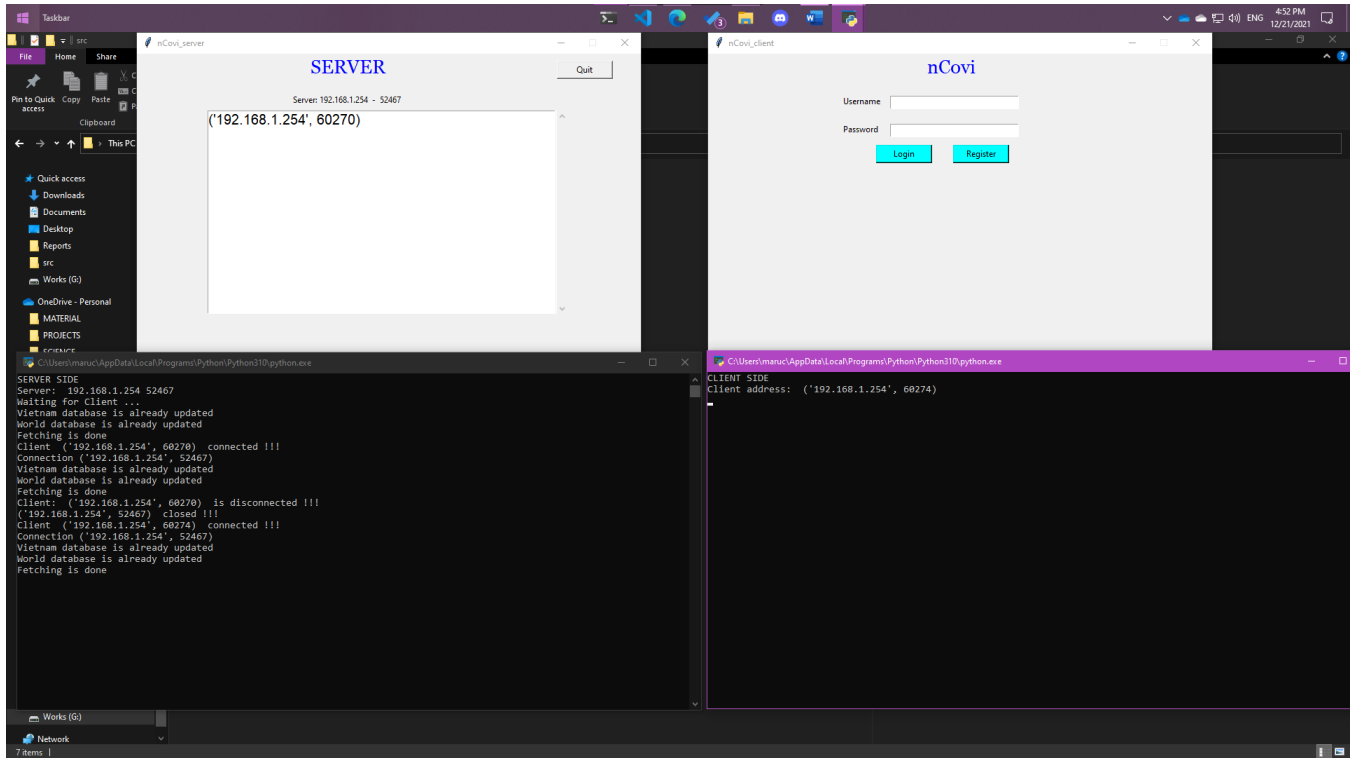 Taskbar
3
ENG
4:52 PM
12/21/2021
src
File Home Share
Pin to Quick access
Copy
Paste
Clipboard
This PC
Quick access
Downloads
Documents
Desktop
Reports
src
Works (G:)
OneDrive - Personal
MATERIAL
PROJECTS
SCIENCE
nCovi_server
SERVER
Quit
Server: 192.168.1.254 - 52467
('192.168.1.254', 60270)
nCovi_client
nCovi
Username
Password
Login Register
C:\Users\maruc\AppData\Local\Programs\Python\Python310\python.exe
SERVER SIDE
Server:  192.168.1.254 52467
Waiting for Client ...
Vietnam database is already updated
World database is already updated
Fetching is done
Client  ('192.168.1.254', 60270)  connected !!!
Connection ('192.168.1.254', 52467)
Vietnam database is already updated
World database is already updated
Fetching is done
Client:  ('192.168.1.254', 60270)  is disconnected !!!
('192.168.1.254', 52467)  closed !!!
Client  ('192.168.1.254', 60274)  connected !!!
Connection ('192.168.1.254', 52467)
Vietnam database is already updated
World database is already updated
Fetching is done
C:\Users\maruc\AppData\Local\Programs\Python\Python310\python.exe
CLIENT SIDE
Client address:  ('192.168.1.254', 60274)
Works (G:)
Network
7 items